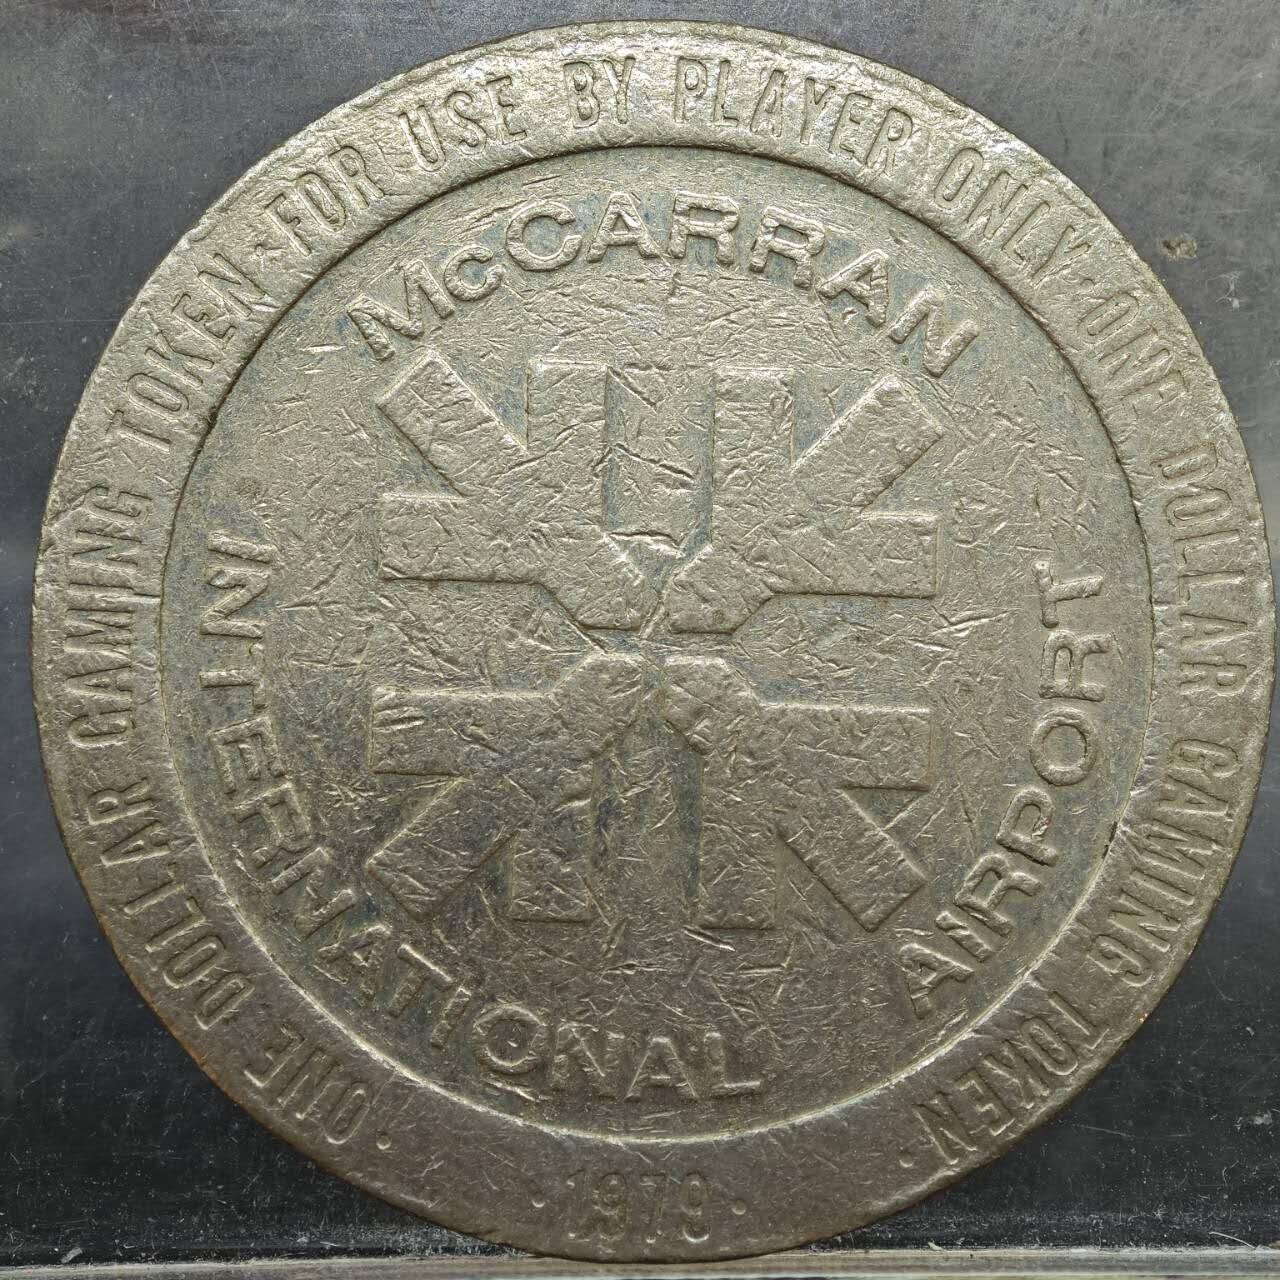 · FOR USE BY PLAYER ONLY ·
ONE DOLLAR GAMING TOKEN
· 1979 ·
· ONE DOLLAR GAMING TOKEN
McCARRAN
INTERNATIONAL
AIRPORT